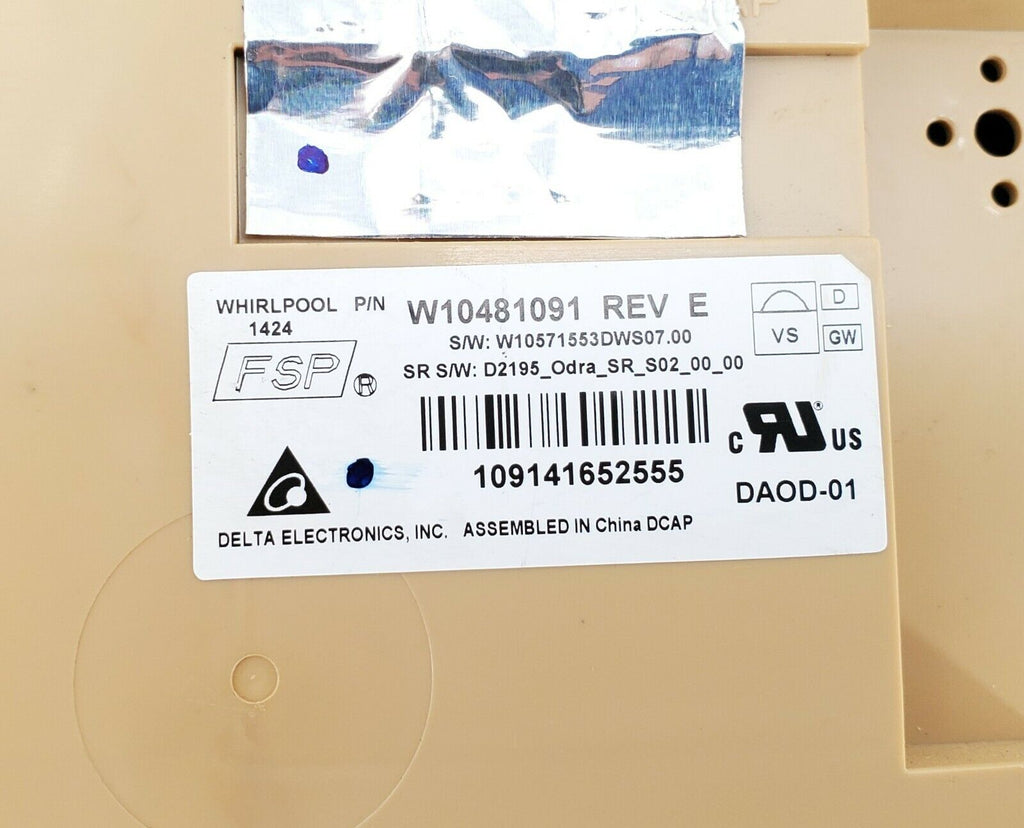 WHIRLPOOL P/N W10481091 REV E
1424
S/W: W10571553DWS07.00
SR S/W: D2195_Odra_SR_S02_00_00
FSP ®
D
VS
GW
109141652555
C RU ® US
DAOD-01
DELTA ELECTRONICS, INC. ASSEMBLED IN China DCAP